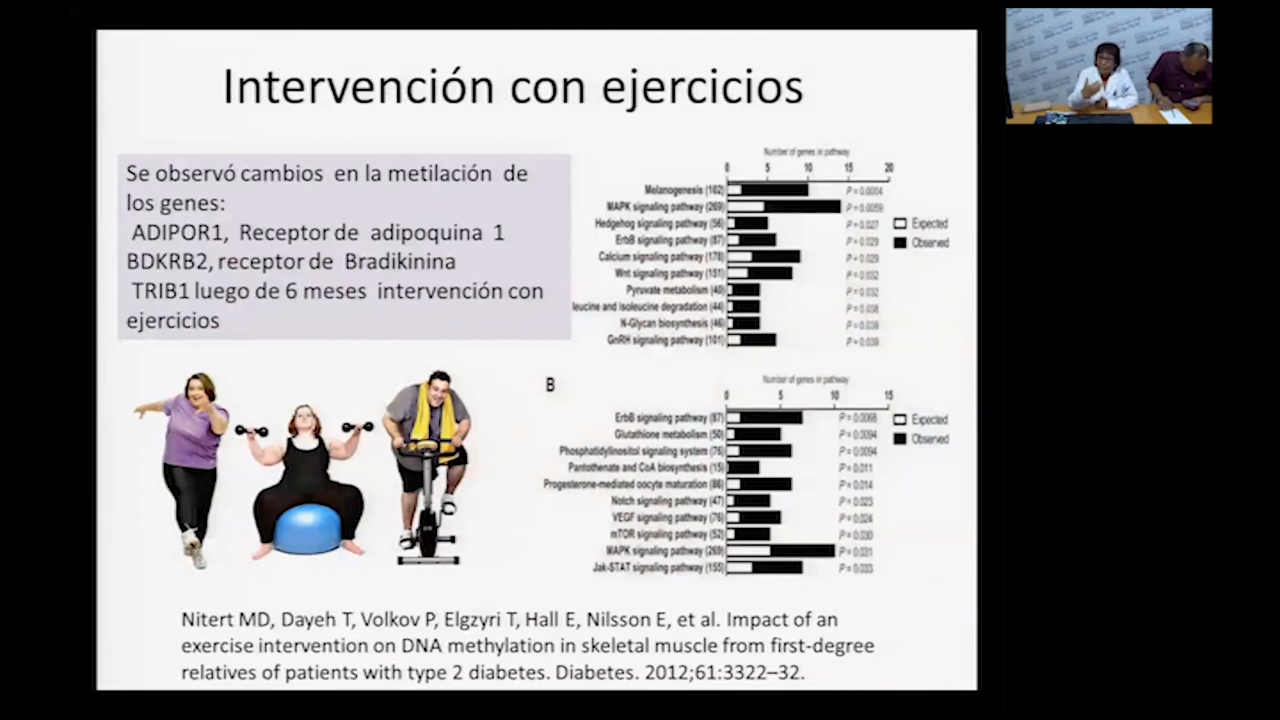 Intervención con ejercicios
Se observó cambios en la metilación de
los genes:
ADIPOR1, Receptor de adipoquina 1
BDKRB2, receptor de Bradikinina
TRIB1 luego de 6 meses intervención con
ejercicios
Number of genes in pathway
0 5 10 15 20
Melanogenesis (102) P = 0.0004
MAPK signaling pathway (269) P = 0.0059
Hedgehog signaling pathway (56) P = 0.027
ErbB signaling pathway (87) P = 0.029
Calcium signaling pathway (178) P = 0.029
Wnt signaling pathway (151) P = 0.032
Pyruvate metabolism (40) P = 0.032
leucine and isoleucine degradation (44) P = 0.038
N-Glycan biosynthesis (46) P = 0.039
GnRH signaling pathway (101) P = 0.039
Expected
Observed
B
Number of genes in pathway
0 5 10 15
ErbB signaling pathway (87) P = 0.0068
Glutathione metabolism (50) P = 0.0094
Phosphatidylinositol signaling system (76) P = 0.0094
Pantothenate and CoA biosynthesis (15) P = 0.011
Progesterone-mediated oocyte maturation (86) P = 0.014
Notch signaling pathway (47) P = 0.023
VEGF signaling pathway (76) P = 0.024
mTOR signaling pathway (52) P = 0.030
MAPK signaling pathway (269) P = 0.031
Jak-STAT signaling pathway (155) P = 0.033
Expected
Observed
Nitert MD, Dayeh T, Volkov P, Elgzyri T, Hall E, Nilsson E, et al. Impact of an
exercise intervention on DNA methylation in skeletal muscle from first-degree
relatives of patients with type 2 diabetes. Diabetes. 2012;61:3322–32.